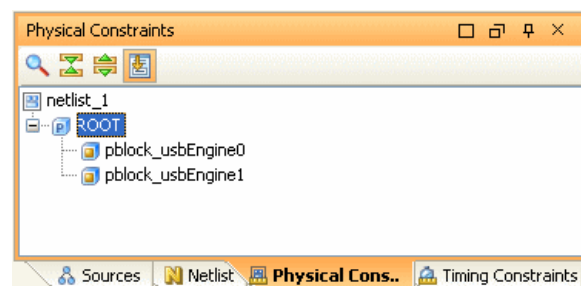 Physical Constraints
netlist_1
ROOT
pblock_usbEngine0
pblock_usbEngine1
Sources Netlist Physical Cons.. Timing Constraints